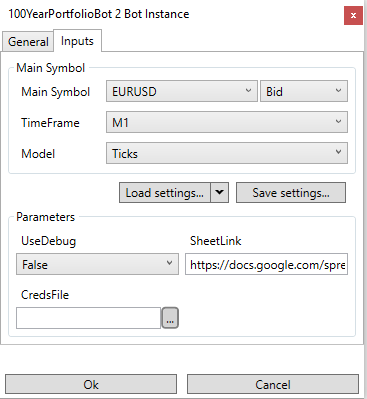 100YearPortfolioBot 2 Bot Instance
x
General Inputs
Main Symbol
Main Symbol EURUSD Bid
TimeFrame M1
Model Ticks
Load settings... Save settings...
Parameters
UseDebug SheetLink
False https://docs.google.com/spre
CredsFile
...
Ok Cancel